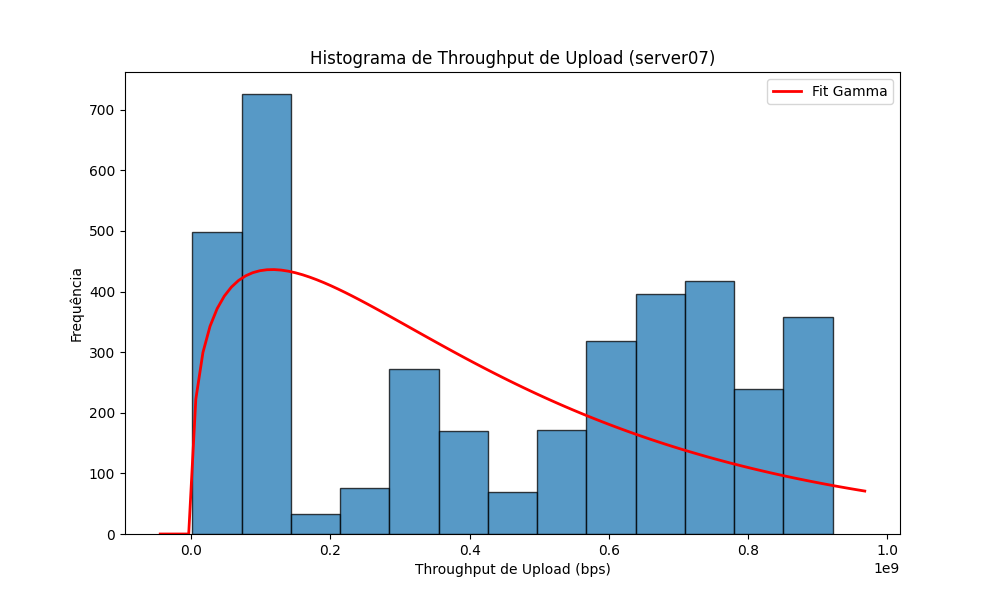 Histograma de Throughput de Upload (server07)
Fit Gamma
Frequência
700
600
500
400
300
200
100
0
0.0 0.2 0.4 0.6 0.8 1.0
1e9
Throughput de Upload (bps)